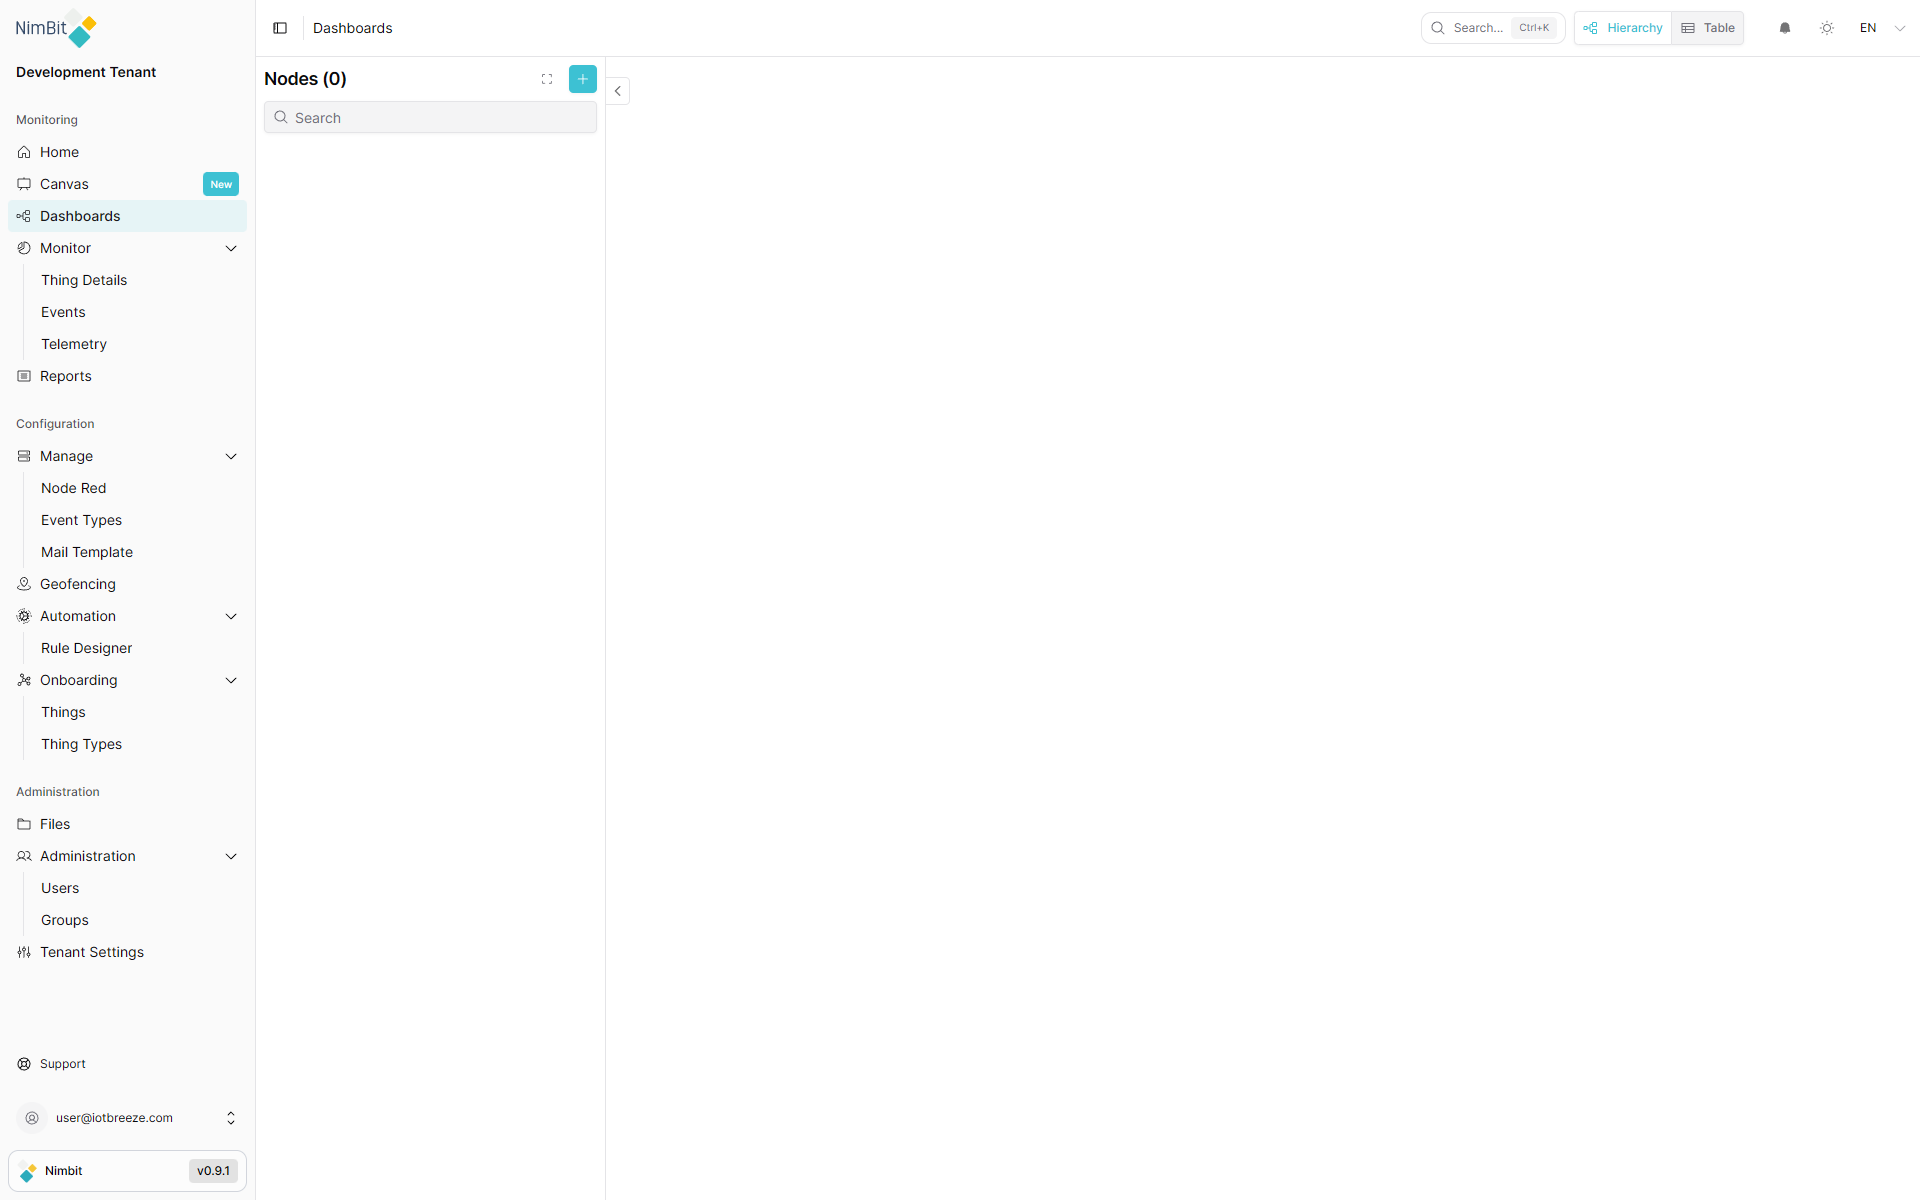 NimBit
Development Tenant
Monitoring
Home
Canvas
New
Dashboards
Monitor
Thing Details
Events
Telemetry
Reports
Configuration
Manage
Node Red
Event Types
Mail Template
Geofencing
Automation
Rule Designer
Onboarding
Things
Thing Types
Administration
Files
Administration
Users
Groups
Tenant Settings
Support
user@iotbreeze.com
Nimbit
v0.9.1
Dashboards
Search...
Ctrl+K
Hierarchy
Table
EN
Nodes (0)
Search